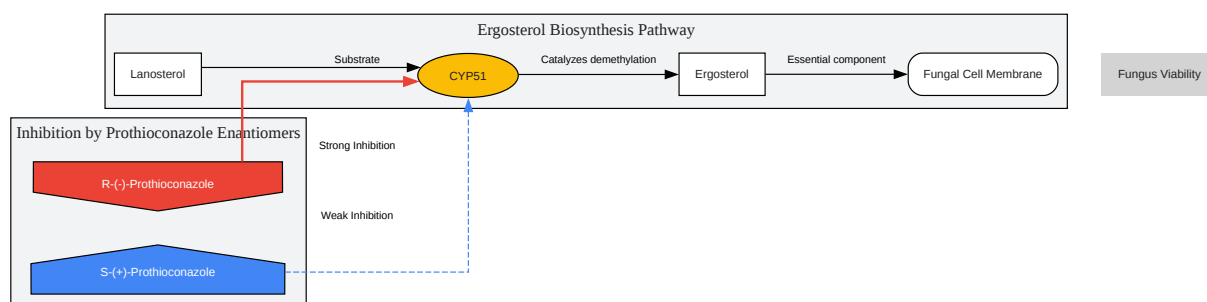 Ergosterol Biosynthesis Pathway
Lanosterol
Substrate
CYP51
Catalyzes demethylation
Ergosterol
Essential component
Fungal Cell Membrane
Fungus Viability
Inhibition by Prothioconazole Enantiomers
Strong Inhibition
R-(-)-Prothioconazole
Weak Inhibition
S-(+)-Prothioconazole